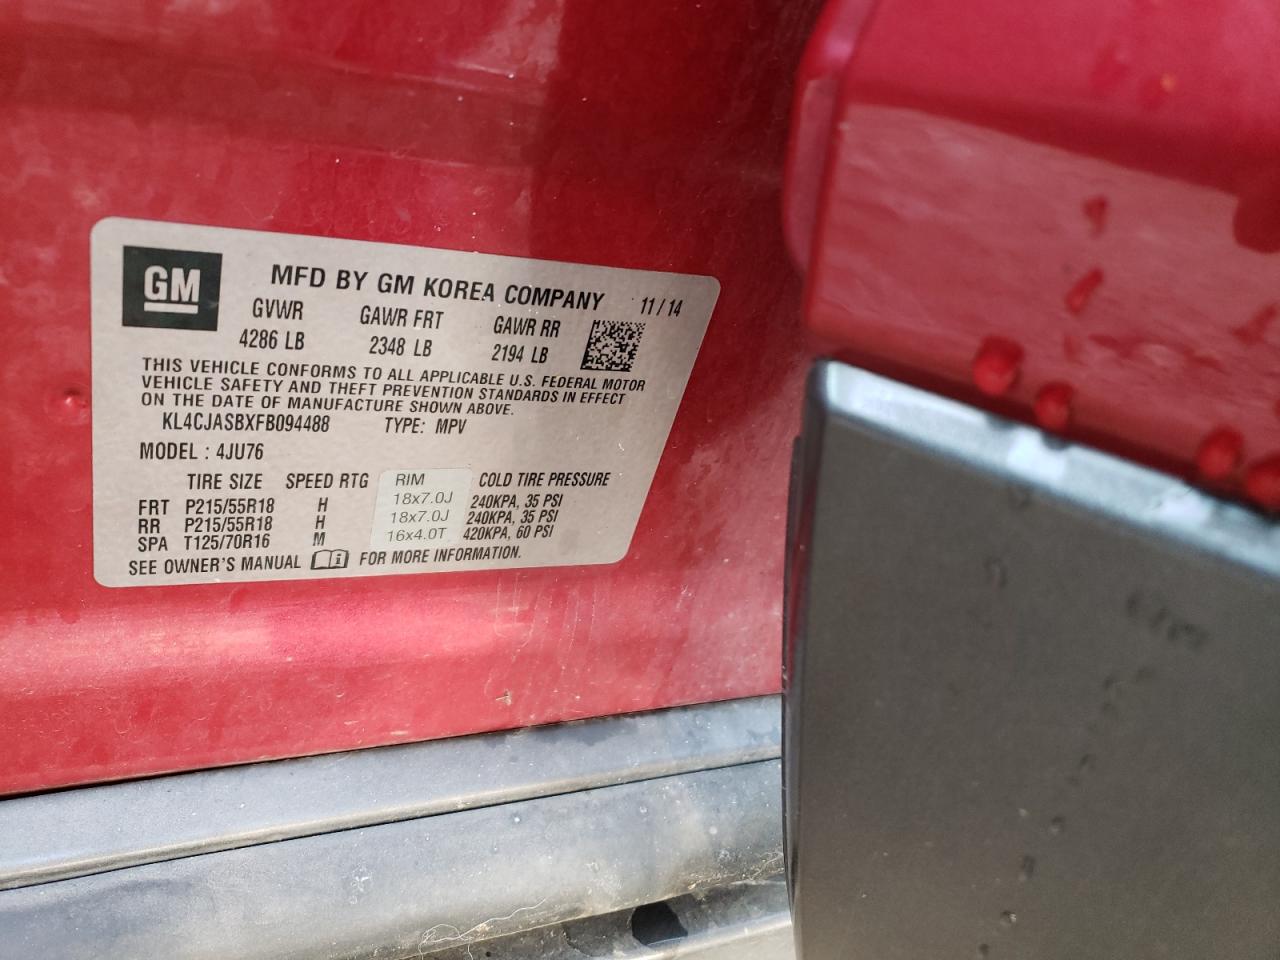 GM
MFD BY GM KOREA COMPANY 11 / 14
GVWR GAWR FRT GAWR RR
4286 LB 2348 LB 2194 LB
THIS VEHICLE CONFORMS TO ALL APPLICABLE U.S. FEDERAL MOTOR
VEHICLE SAFETY AND THEFT PREVENTION STANDARDS IN EFFECT
ON THE DATE OF MANUFACTURE SHOWN ABOVE.
KL4CJASBXFB094488 TYPE: MPV
MODEL : 4JU76
TIRE SIZE SPEED RTG RIM COLD TIRE PRESSURE
FRT P215/55R18 H 18x7.0J 240KPA, 35 PSI
RR P215/55R18 H 18x7.0J 240KPA, 35 PSI
SPA T125/70R16 M 16x4.0T 420KPA, 60 PSI
SEE OWNER'S MANUAL FOR MORE INFORMATION.